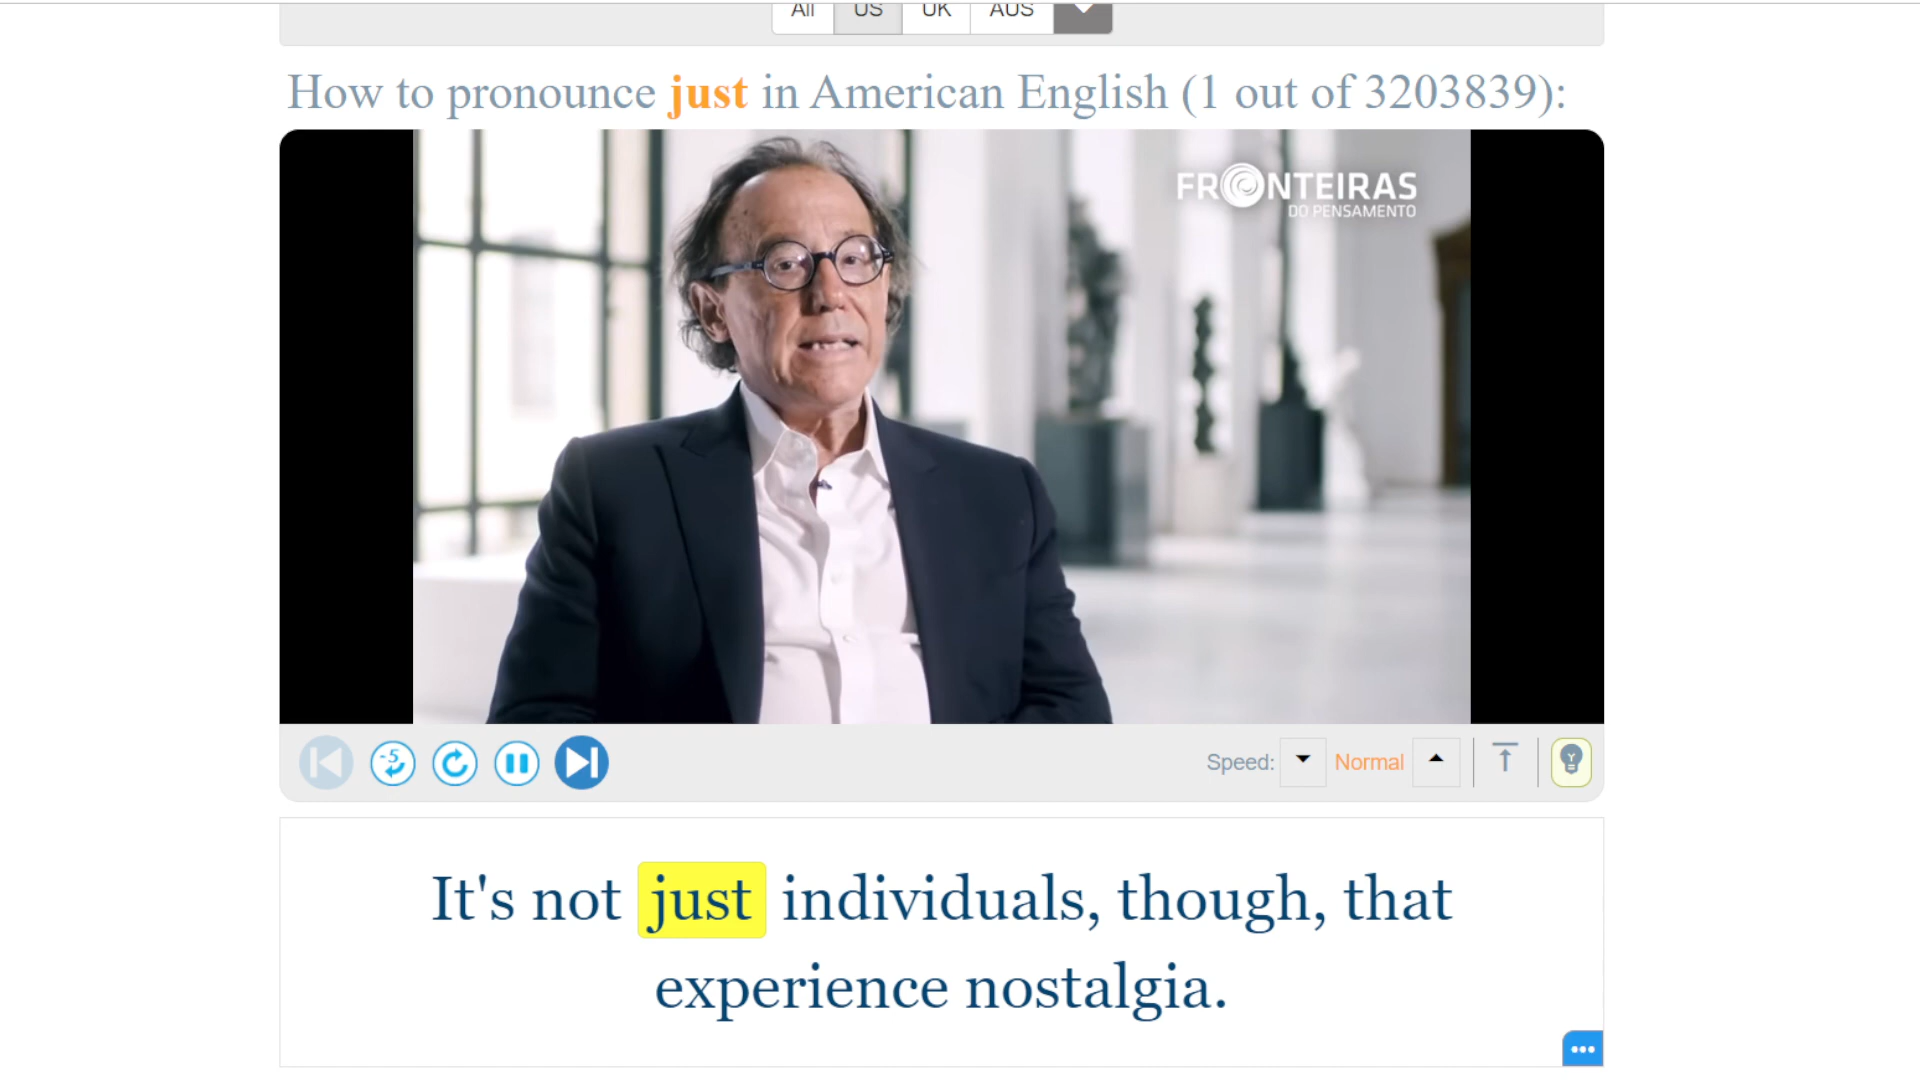 All US UK AUS
How to pronounce just in American English (1 out of 3203839):
FRONTEIRAS
DO PENSAMENTO
-5
Speed: Normal
It's not just individuals, though, that
experience nostalgia.